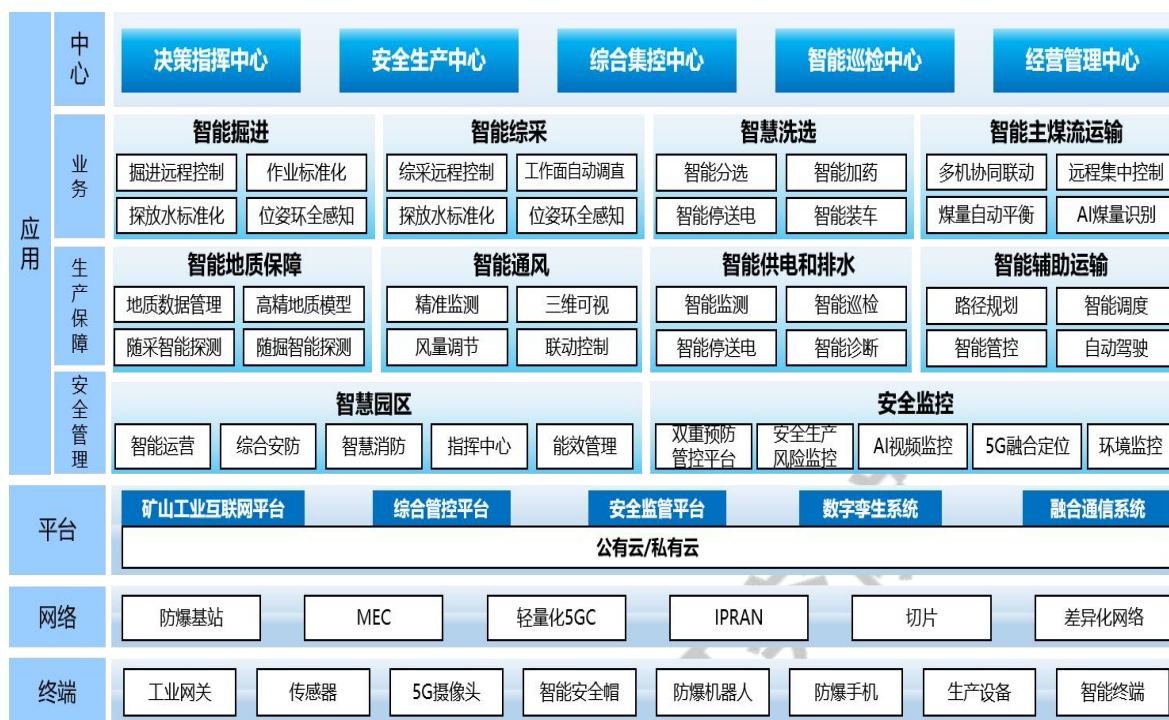 应用
中心
决策指挥中心
安全生产中心
综合集控中心
智能巡检中心
经营管理中心
业务
智能掘进
掘进远程控制
作业标准化
探放水标准化
位姿环全感知
智能综采
综采远程控制
工作面自动调直
探放水标准化
位姿环全感知
智慧洗选
智能分选
智能加药
智能停送电
智能装车
智能主煤流运输
多机协同联动
远程集中控制
煤量自动平衡
AI煤量识别
生产保障
智能地质保障
地质数据管理
高精地质模型
随采智能探测
随掘智能探测
智能通风
精准监测
三维可视
风量调节
联动控制
智能供电和排水
智能监测
智能巡检
智能停送电
智能诊断
智能辅助运输
路径规划
智能调度
智能管控
自动驾驶
安全管理
智慧园区
智能运营
综合安防
智慧消防
指挥中心
能效管理
安全监控
双重预防
管控平台
安全生产
风险监控
AI视频监控
5G融合定位
环境监控
平台
矿山工业互联网平台
综合管控平台
安全监管平台
数字孪生系统
融合通信系统
公有云/私有云
网络
防爆基站
MEC
轻量化5GC
IPRAN
切片
差异化网络
终端
工业网关
传感器
5G摄像头
智能安全帽
防爆机器人
防爆手机
生产设备
智能终端